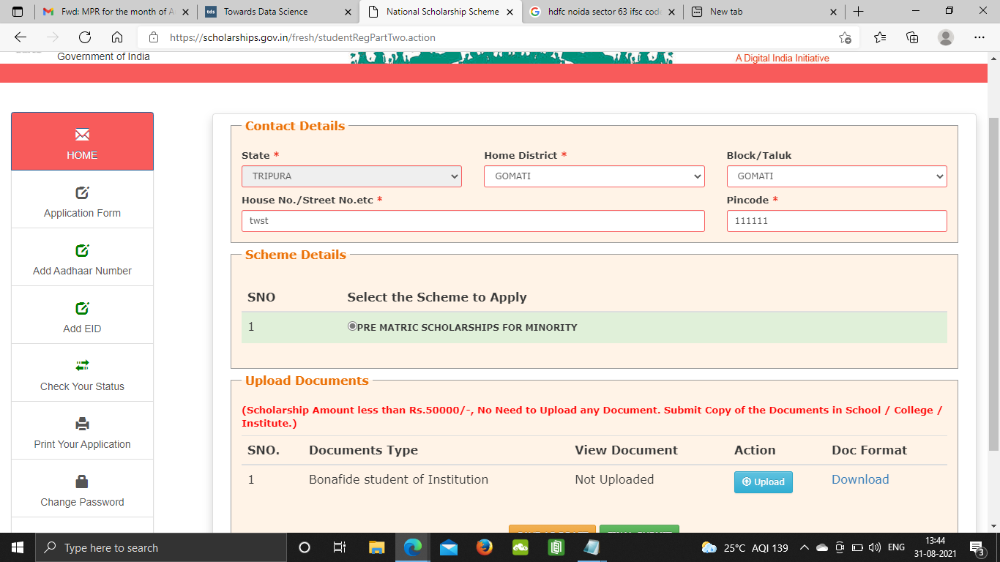 Fwd: MPR for the month of A
Towards Data Science
National Scholarship Scheme
hdfc noida sector 63 ifsc code
New tab
https://scholarships.gov.in/fresh/studentRegPartTwo.action
Government of India
A Digital India Initiative
HOME
Application Form
Add Aadhaar Number
Add EID
Check Your Status
Print Your Application
Change Password
Contact Details
State * Home District * Block/Taluk
TRIPURA GOMATI GOMATI
House No./Street No.etc * Pincode *
twst 111111
Scheme Details
SNO Select the Scheme to Apply
1 PRE MATRIC SCHOLARSHIPS FOR MINORITY
Upload Documents
(Scholarship Amount less than Rs.50000/-, No Need to Upload any Document. Submit Copy of the Documents in School / College /
Institute.)
SNO. Documents Type View Document Action Doc Format
1 Bonafide student of Institution Not Uploaded Upload Download
Type here to search
25°C AQI 139 ENG
13:44
31-08-2021
3